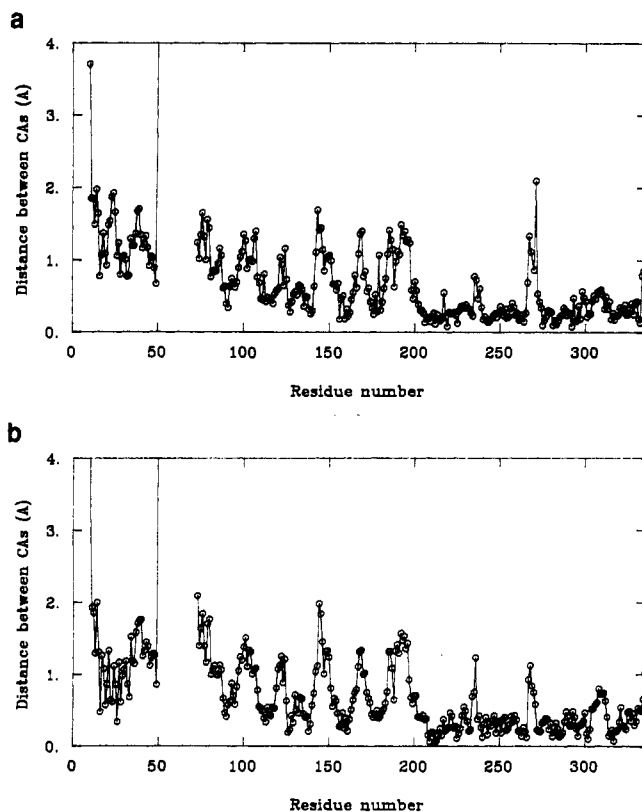 a
Distance between CAs (A)
4.
3.
2.
1.
0.
0 50 100 150 200 250 300
Residue number
b
Distance between CAs (A)
4.
3.
2.
1.
0.
0 50 100 150 200 250 300
Residue number